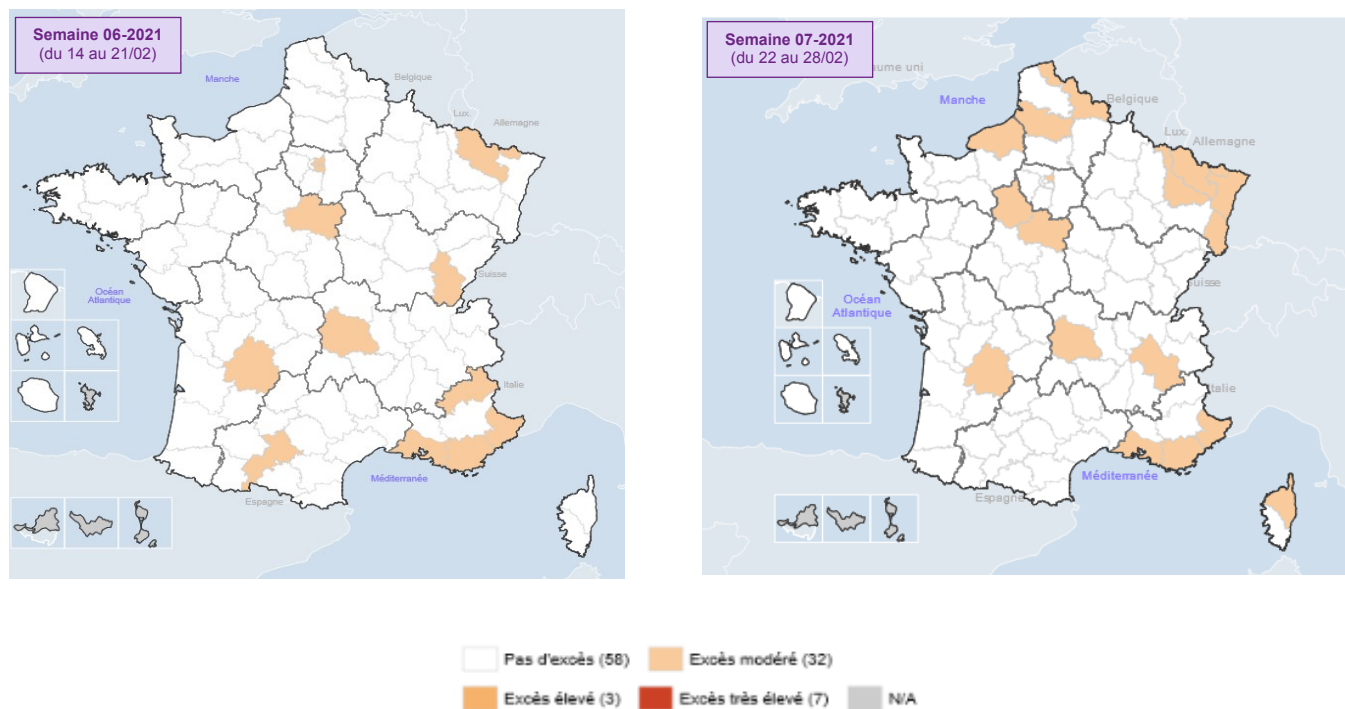 Semaine 06-2021
(du 14 au 21/02)
Manche
Belgique
Lux.
Allemagne
Suisse
Océan
Atlantique
Italie
Méditerranée
Espagne
Semaine 07-2021
(du 22 au 28/02)
aume uni
Manche
Belgique
Lux.
Allemagne
Suisse
Océan
Atlantique
Italie
Méditerranée
Espagne
Pas d'excès (58)
Excès modéré (32)
Excès élevé (3)
Excès très élevé (7)
N/A